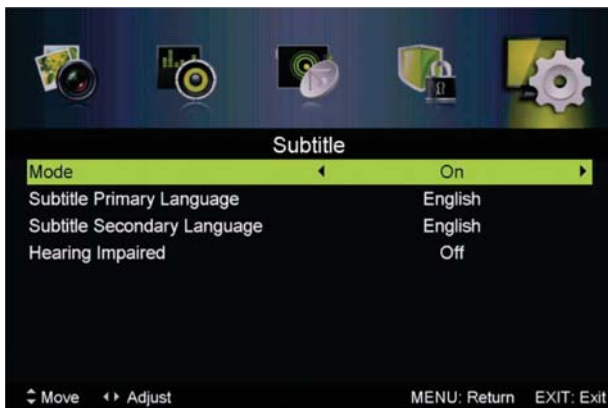 Subtitle
Mode On
Subtitle Primary Language English
Subtitle Secondary Language English
Hearing Impaired Off
Move Adjust MENU: Return EXIT: Exit